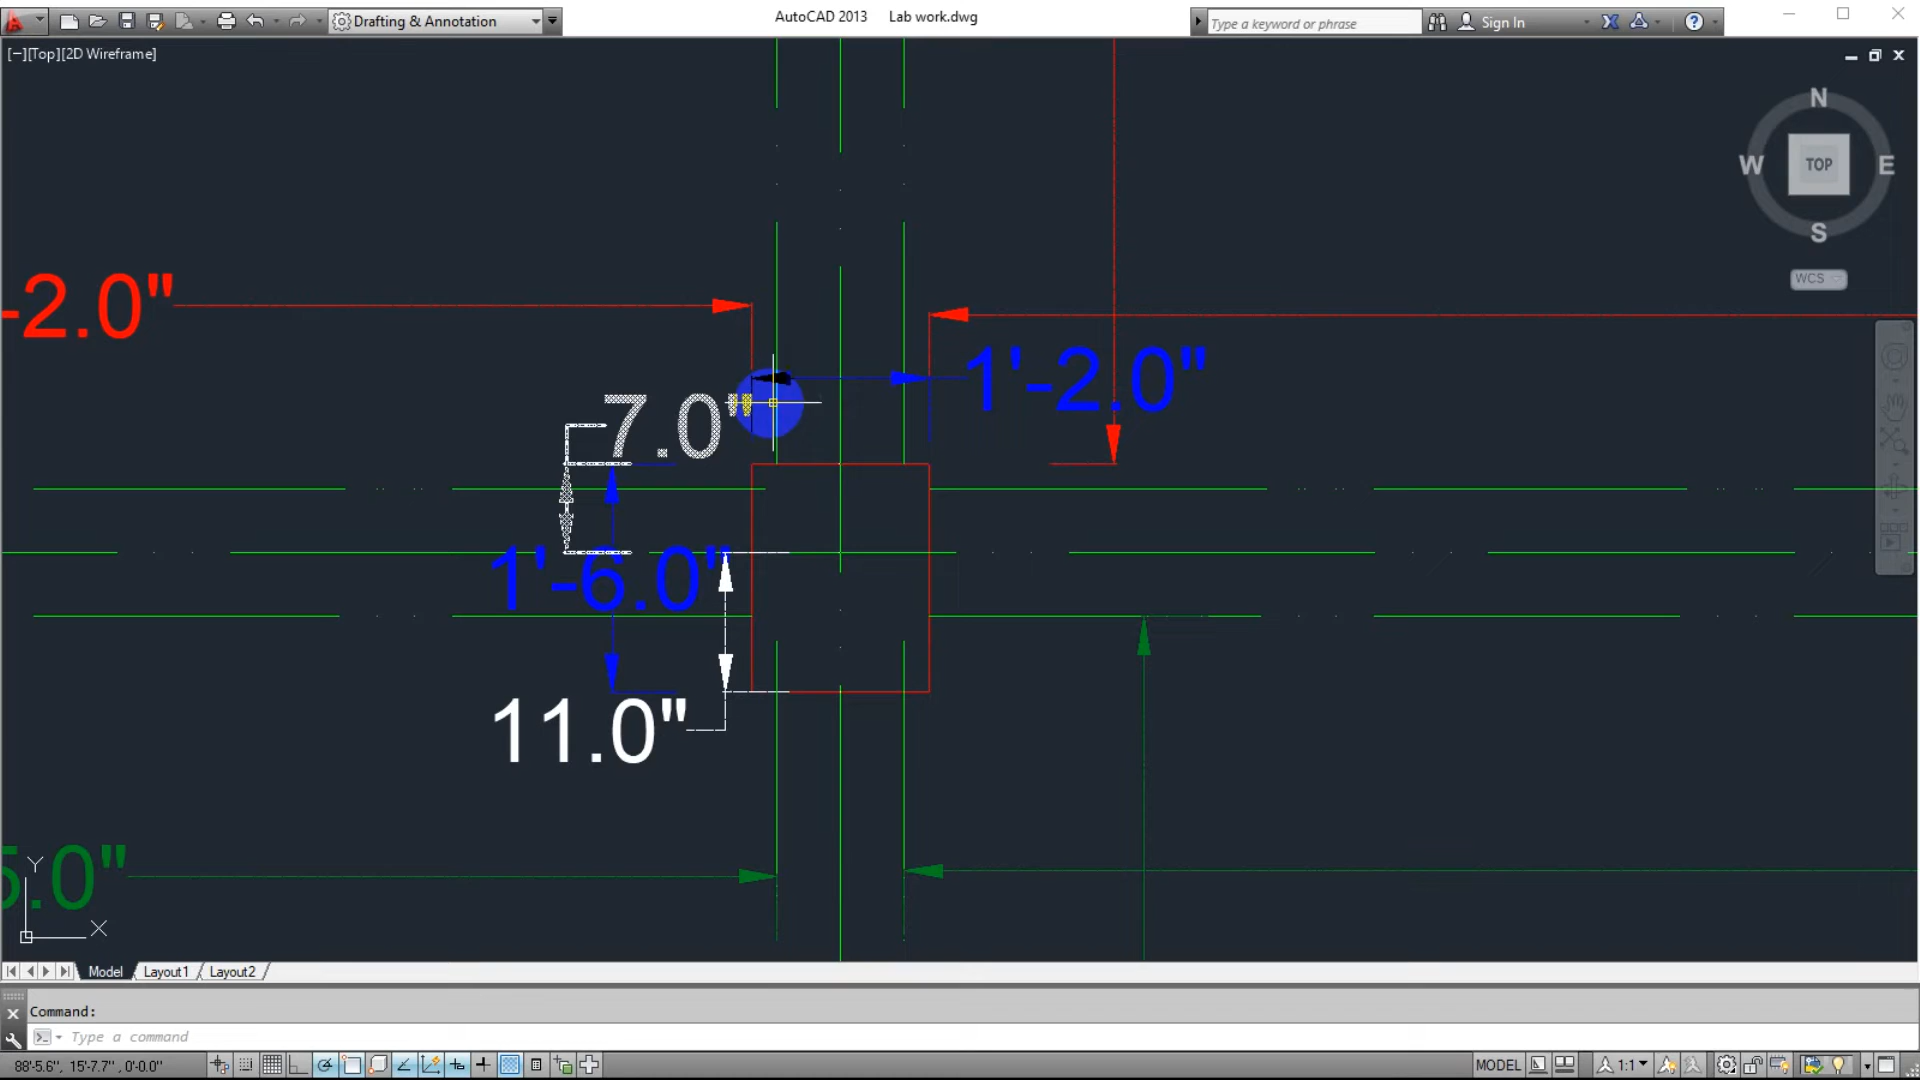 Drafting & Annotation
AutoCAD 2013 Lab work.dwg
Type a keyword or phrase
Sign In
[−][Top][2D Wireframe]
N
W TOP E
S
WCS
-2.0"
1'-2.0"
7.0"
1'-6.0"
11.0"
5.0"
Y
X
Model Layout1 Layout2
Command:
Type a command
88'-5.6", 15'-7.7" , 0'-0.0"
MODEL
1:1